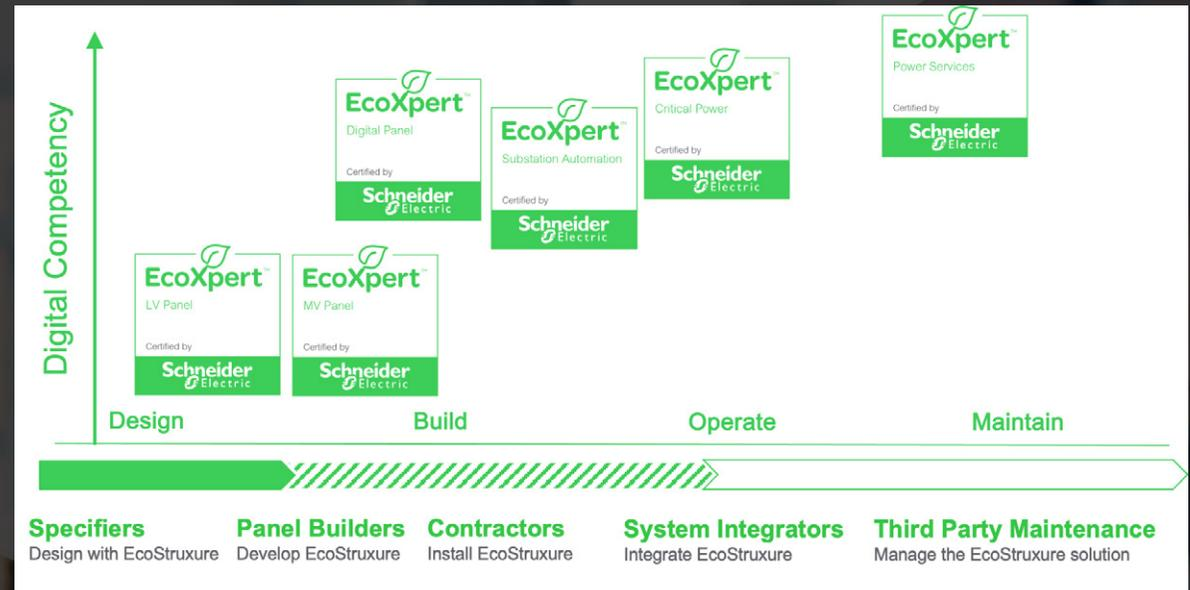 Digital Competency
EcoXpert™
LV Panel
Certified by
Schneider
Electric
EcoXpert™
MV Panel
Certified by
Schneider
Electric
EcoXpert™
Digital Panel
Certified by
Schneider
Electric
EcoXpert™
Substation Automation
Certified by
Schneider
Electric
EcoXpert™
Critical Power
Certified by
Schneider
Electric
EcoXpert™
Power Services
Certified by
Schneider
Electric
Design
Build
Operate
Maintain
Specifiers
Design with EcoStruxure
Panel Builders
Develop EcoStruxure
Contractors
Install EcoStruxure
System Integrators
Integrate EcoStruxure
Third Party Maintenance
Manage the EcoStruxure solution